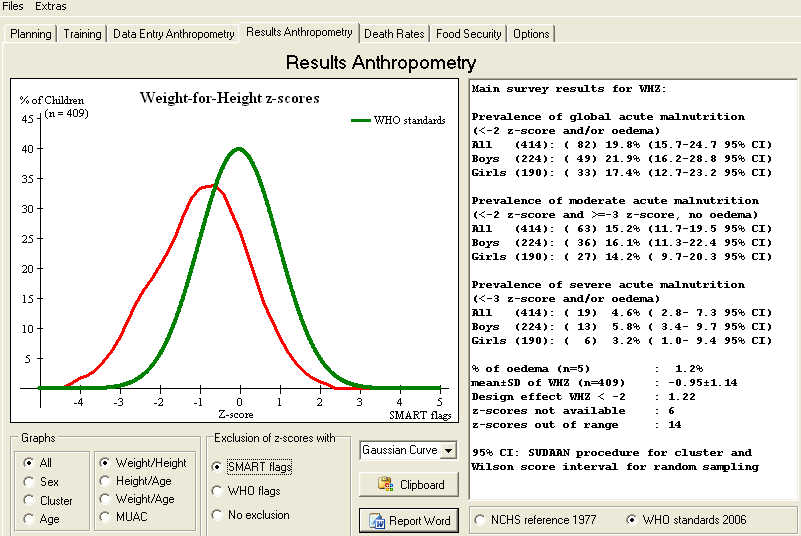 Files Extras
Planning Training Data Entry Anthropometry Results Anthropometry Death Rates Food Security Options
Results Anthropometry
% of Children
(n = 409)
Weight-for-Height z-scores
WHO standards
45
40
35
30
25
20
15
10
5
-4 -3 -2 -1 0 1 2 3 4 5
Z-score
SMART flags
Main survey results for WHZ:
Prevalence of global acute malnutrition
(<-2 z-score and/or oedema)
All (414): ( 82) 19.8% (15.7-24.7 95% CI)
Boys (224): ( 49) 21.9% (16.2-28.8 95% CI)
Girls (190): ( 33) 17.4% (12.7-23.2 95% CI)
Prevalence of moderate acute malnutrition
(<-2 z-score and >=-3 z-score, no oedema)
All (414): ( 63) 15.2% (11.7-19.5 95% CI)
Boys (224): ( 36) 16.1% (11.3-22.4 95% CI)
Girls (190): ( 27) 14.2% ( 9.7-20.3 95% CI)
Prevalence of severe acute malnutrition
(<-3 z-score and/or oedema)
All (414): ( 19) 4.6% ( 2.8- 7.3 95% CI)
Boys (224): ( 13) 5.8% ( 3.4- 9.7 95% CI)
Girls (190): ( 6) 3.2% ( 1.0- 9.4 95% CI)
% of oedema (n=5) : 1.2%
mean±SD of WHZ (n=409) : -0.95±1.14
Design effect WHZ < -2 : 1.22
z-scores not available : 6
z-scores out of range : 14
95% CI: SUDAAN procedure for cluster and
Wilson score interval for random sampling
Graphs
All
Sex
Cluster
Age
Weight/Height
Height/Age
Weight/Age
MUAC
Exclusion of z-scores with
SMART flags
WHO flags
No exclusion
Gaussian Curve
Clipboard
Report Word
NCHS reference 1977 WHO standards 2006